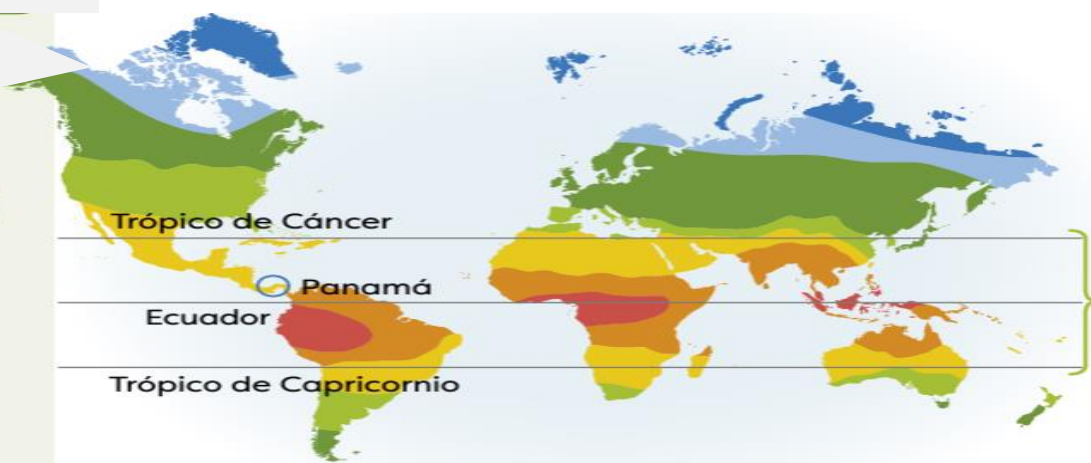 Trópico de Cáncer
Panamá
Ecuador
Trópico de Capricornio